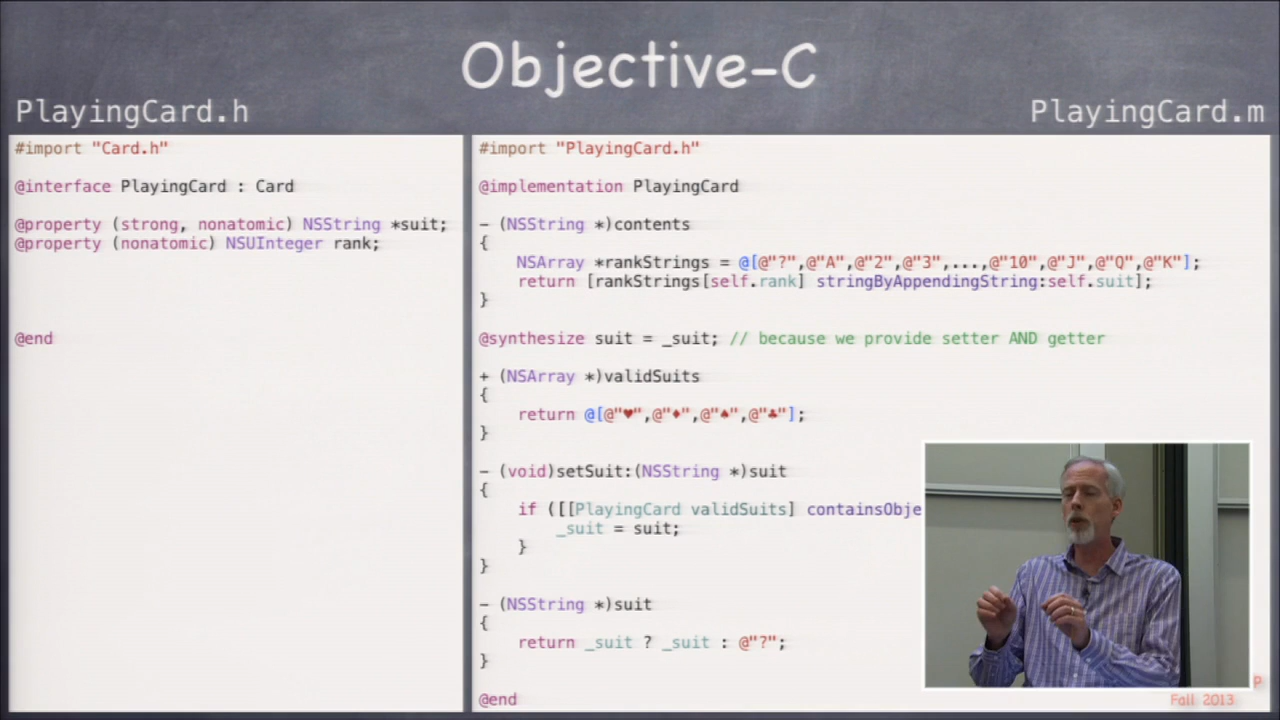 Objective-C
PlayingCard.h
PlayingCard.m
#import "Card.h"
@interface PlayingCard : Card
@property (strong, nonatomic) NSString *suit;
@property (nonatomic) NSUInteger rank;
@end
#import "PlayingCard.h"
@implementation PlayingCard
- (NSString *)contents
{
NSArray *rankStrings = @[@"?",@"A",@"2",@"3",...,@"10",@"J",@"Q",@"K"];
return [rankStrings[self.rank] stringByAppendingString:self.suit];
}
@synthesize suit = _suit; // because we provide setter AND getter
+ (NSArray *)validSuits
{
return @[@"♥",@"♦",@"♠",@"♣"];
}
- (void)setSuit:(NSString *)suit
{
if ([[PlayingCard validSuits] containsObje
_suit = suit;
}
}
- (NSString *)suit
{
return _suit ? _suit : @"?";
}
@end
Fall 2013